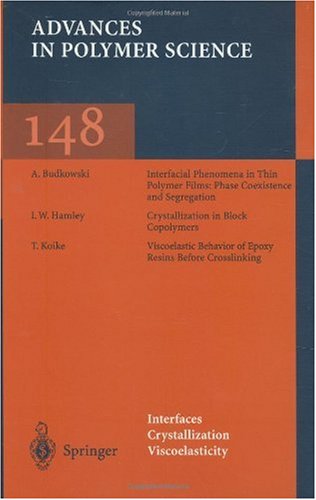 ADVANCES
IN POLYMER SCIENCE
148
A. Budkowski Interfacial Phenomena in Thin
Polymer Films: Phase Coexistence
and Segregation
I. W. Hamley Crystallization in Block
Copolymers
T. Koike Viscoelastic Behavior of Epoxy
Resins Before Crosslinking
Interfaces
Crystallization
Viscoelasticity
Springer